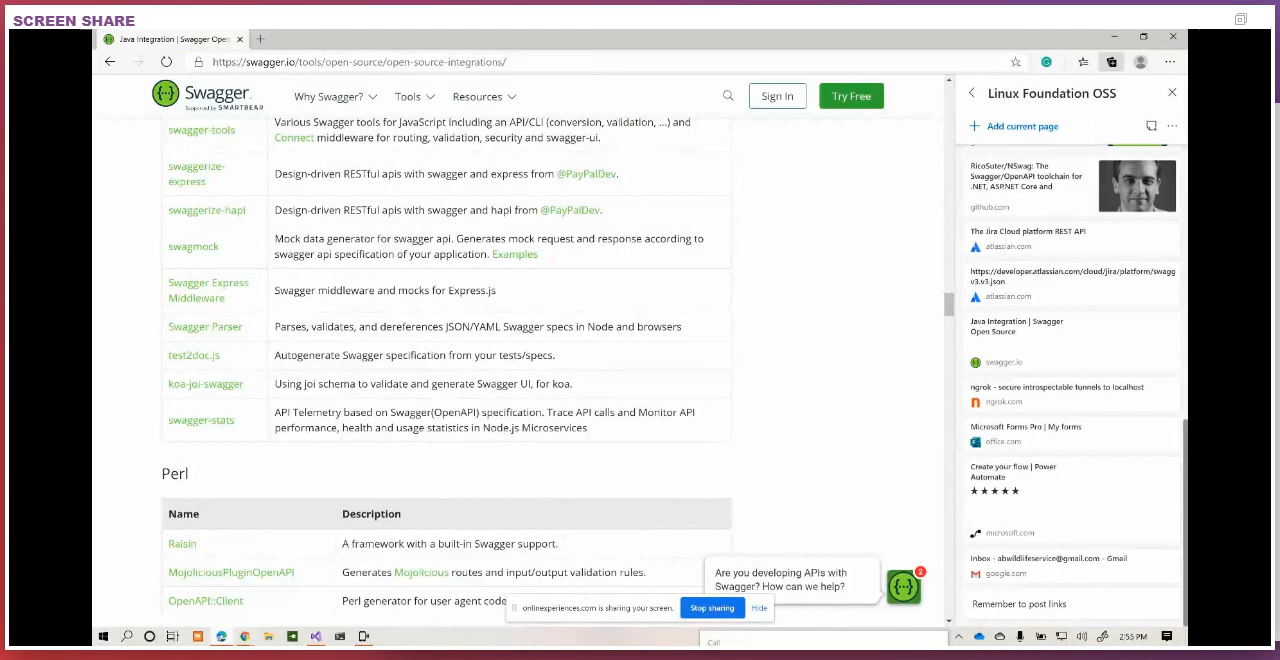 SCREEN SHARE
Java Integration | Swagger Open
https://swagger.io/tools/open-source/open-source-integrations/
Swagger
Supported by SMARTBEAR
Why Swagger?
Tools
Resources
Sign In
Try Free
swagger-tools
Various Swagger tools for JavaScript including an API/CLI (conversion, validation, ...) and
Connect middleware for routing, validation, security and swagger-ui.
swaggerize-
express
Design-driven RESTful apis with swagger and express from @PayPalDev.
swaggerize-hapi
Design-driven RESTful apis with swagger and hapi from @PayPalDev.
swagmock
Mock data generator for swagger api. Generates mock request and response according to
swagger api specification of your application. Examples
Swagger Express
Middleware
Swagger middleware and mocks for Express.js
Swagger Parser
Parses, validates, and dereferences JSON/YAML Swagger specs in Node and browsers
test2doc.js
Autogenerate Swagger specification from your tests/specs.
koa-joi-swagger
Using joi schema to validate and generate Swagger UI, for koa.
swagger-stats
API Telemetry based on Swagger(OpenAPI) specification. Trace API calls and Monitor API
performance, health and usage statistics in Node.js Microservices
Perl
Name Description
Raisin
A framework with a built-in Swagger support.
MojoliciousPluginOpenAPI
Generates Mojolicious routes and input/output validation rules.
OpenAPI::Client
Perl generator for user agent code
Are you developing APIs with
Swagger? How can we help?
2
onlinexperiences.com is sharing your screen.
Stop sharing
Hide
Linux Foundation OSS
Add current page
RicoSuter/NSwag: The
Swagger/OpenAPI toolchain for
.NET, ASP.NET Core and
github.com
The Jira Cloud platform REST API
atlassian.com
https://developer.atlassian.com/cloud/jira/platform/swagg
v3.v3.json
atlassian.com
Java Integration | Swagger
Open Source
swagger.io
ngrok - secure introspectable tunnels to localhost
ngrok.com
Microsoft Forms Pro | My forms
office.com
Create your flow | Power
Automate
★★★★★
microsoft.com
Inbox - abwildlifeservice@gmail.com - Gmail
google.com
Remember to post links
Call
2:55 PM